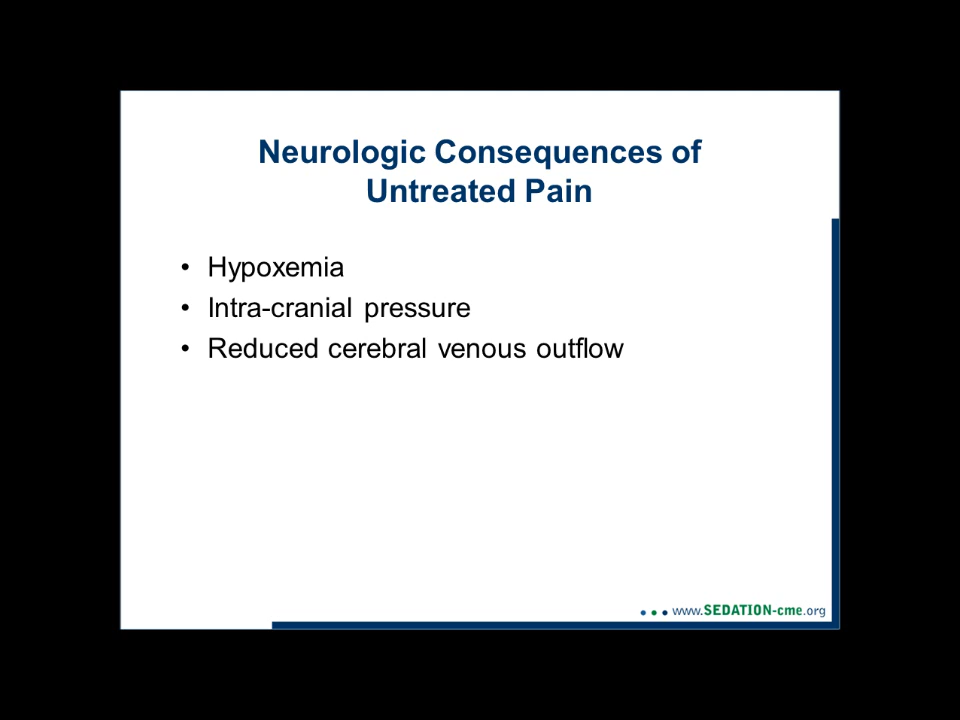 Neurologic Consequences of
Untreated Pain
• Hypoxemia
• Intra-cranial pressure
• Reduced cerebral venous outflow
www.SEDATION-cme.org